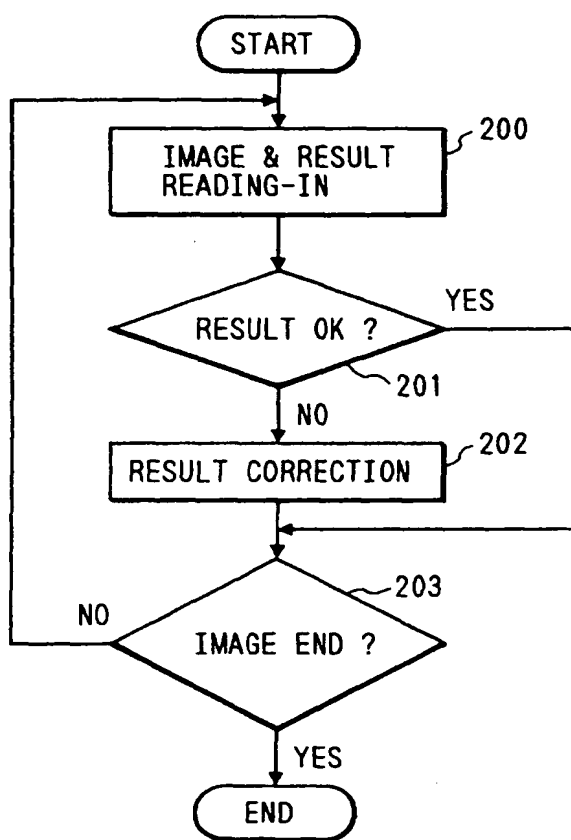 START
200
IMAGE & RESULT
READING-IN
YES
RESULT OK ?
201
NO
202
RESULT CORRECTION
203
NO
IMAGE END ?
YES
END